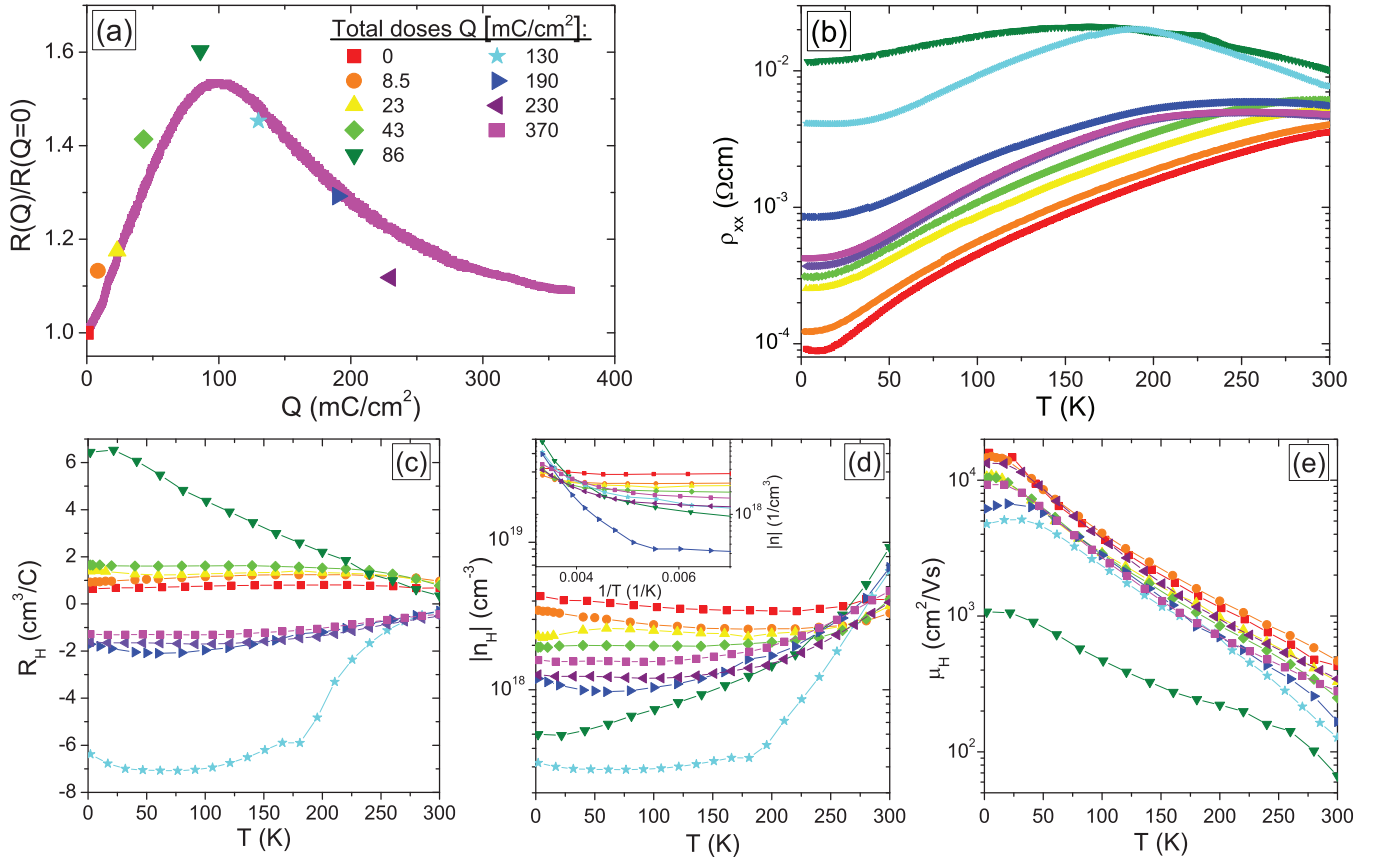 (a)
R(Q)/R(Q=0)
1.6
1.4
1.2
1.0
0 100 200 300 400
Q (mC/cm²)
Total doses Q [mC/cm²]:
0 130
8.5 190
23 230
43 370
86
(b)
ρxx (Ωcm)
10⁻²
10⁻³
10⁻⁴
0 50 100 150 200 250 300
T (K)
(c)
R_H (cm³/C)
6
4
2
0
-2
-4
-6
-8
0 50 100 150 200 250 300
T (K)
(d)
|n_H| (cm⁻³)
10¹⁹
10¹⁸
0 50 100 150 200 250 300
T (K)
|n| (1/cm³)
10¹⁸
0.004 0.006
1/T (1/K)
(e)
μ_H (cm²/Vs)
10⁴
10³
10²
0 50 100 150 200 250 300
T (K)